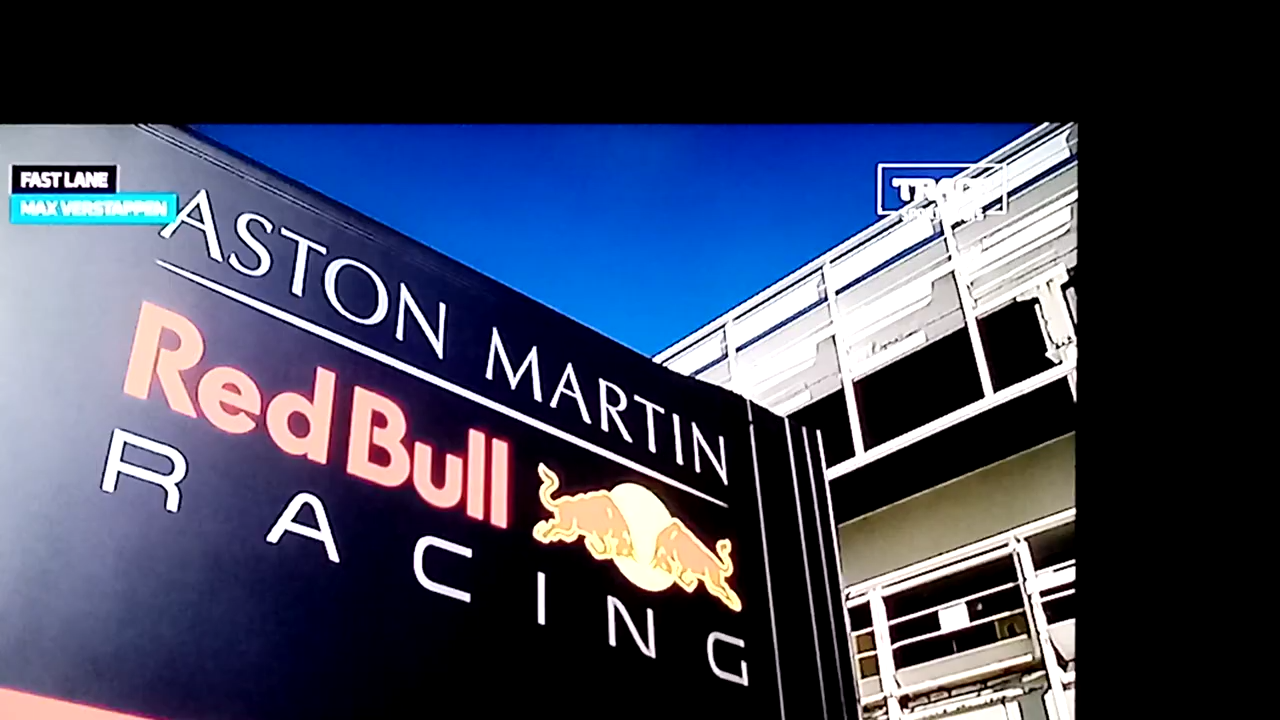 FAST LANE
MAX VERSTAPPEN
ASTON MARTIN
Red Bull
RACING